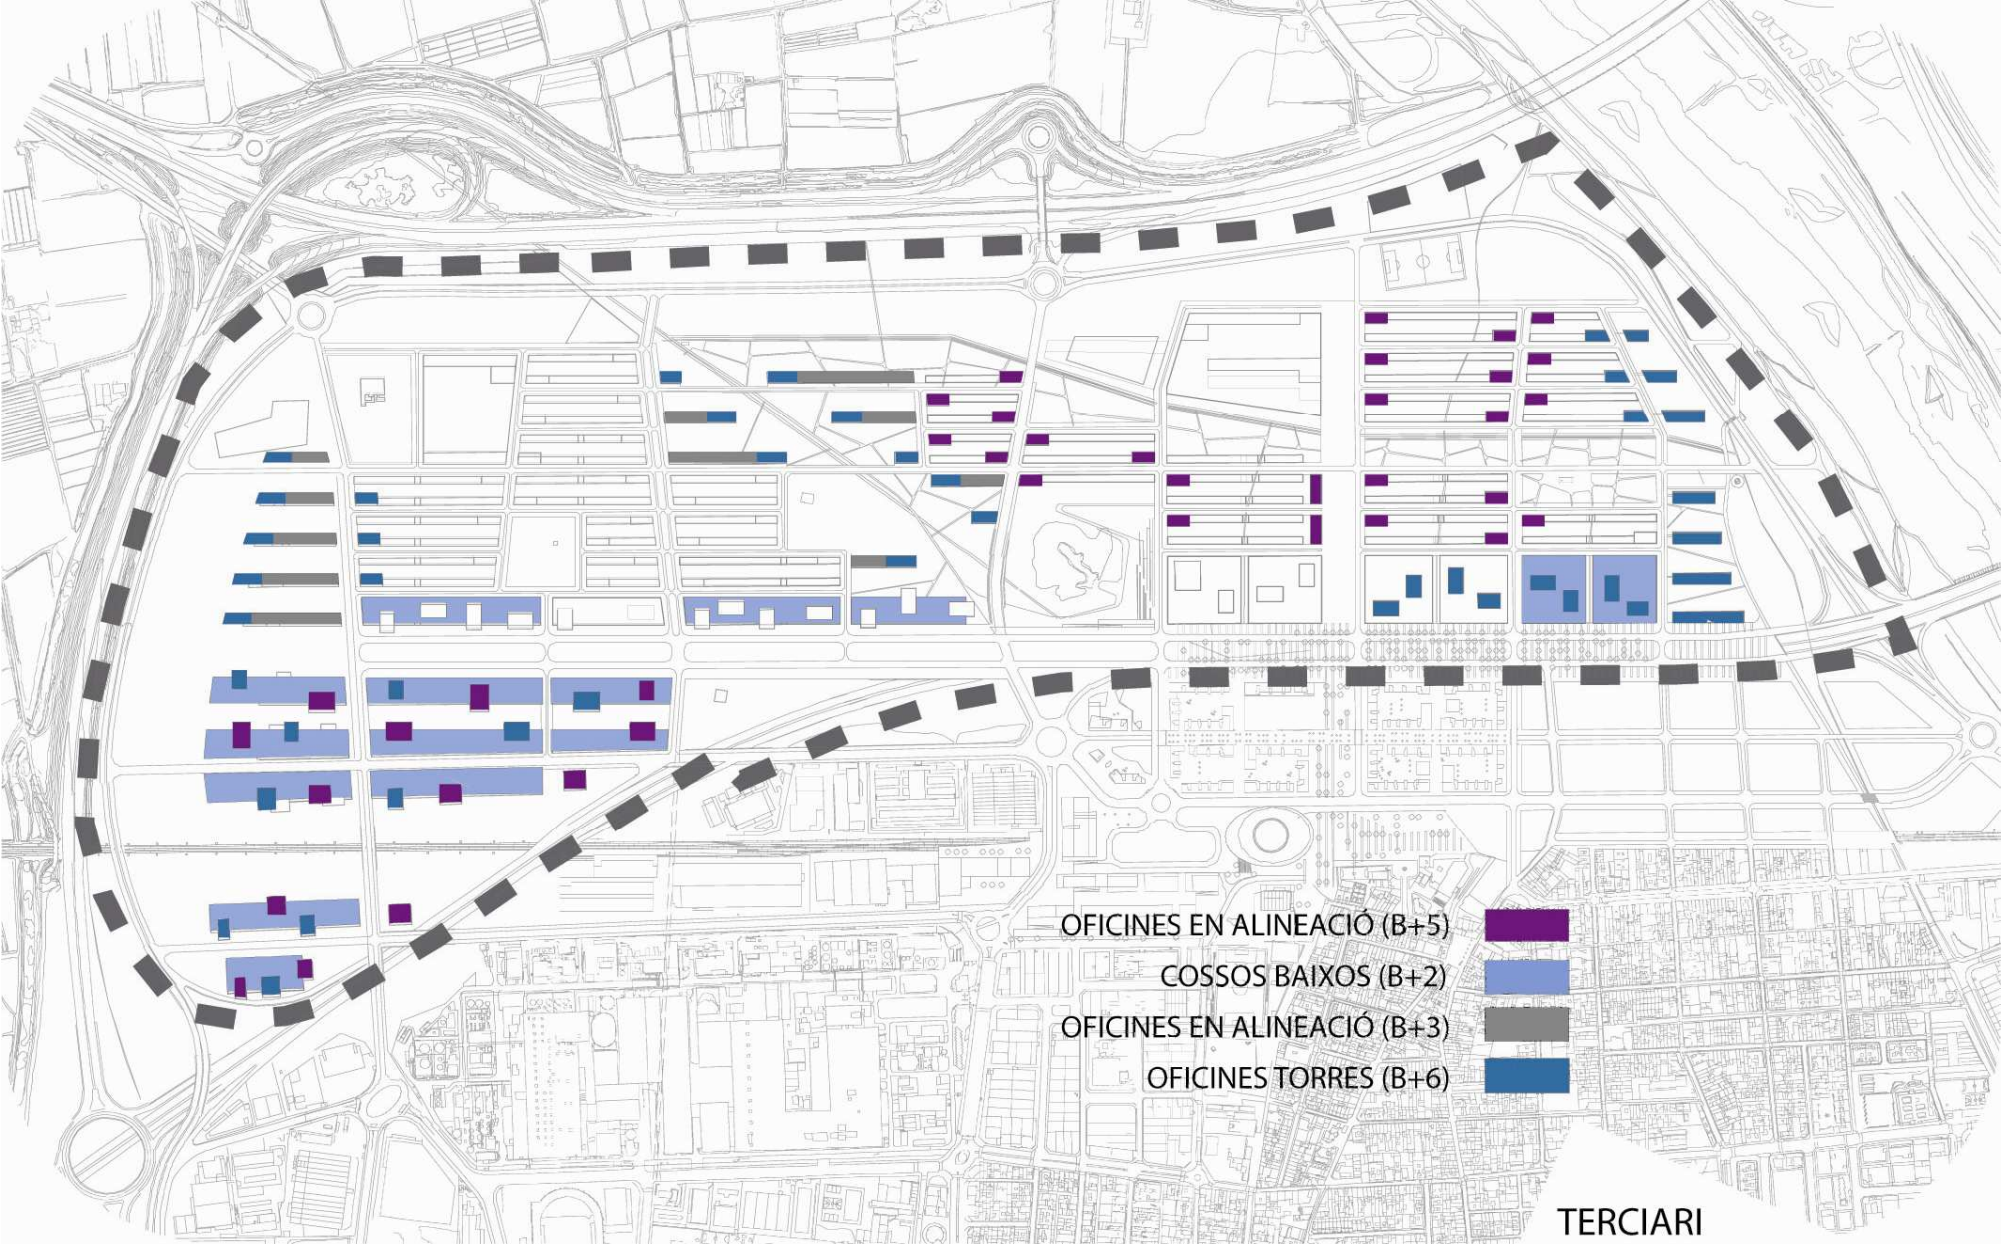 OFICINES EN ALINEACIÓ (B+5)
COSSOS BAIXOS (B+2)
OFICINES EN ALINEACIÓ (B+3)
OFICINES TORRES (B+6)
TERCIARI